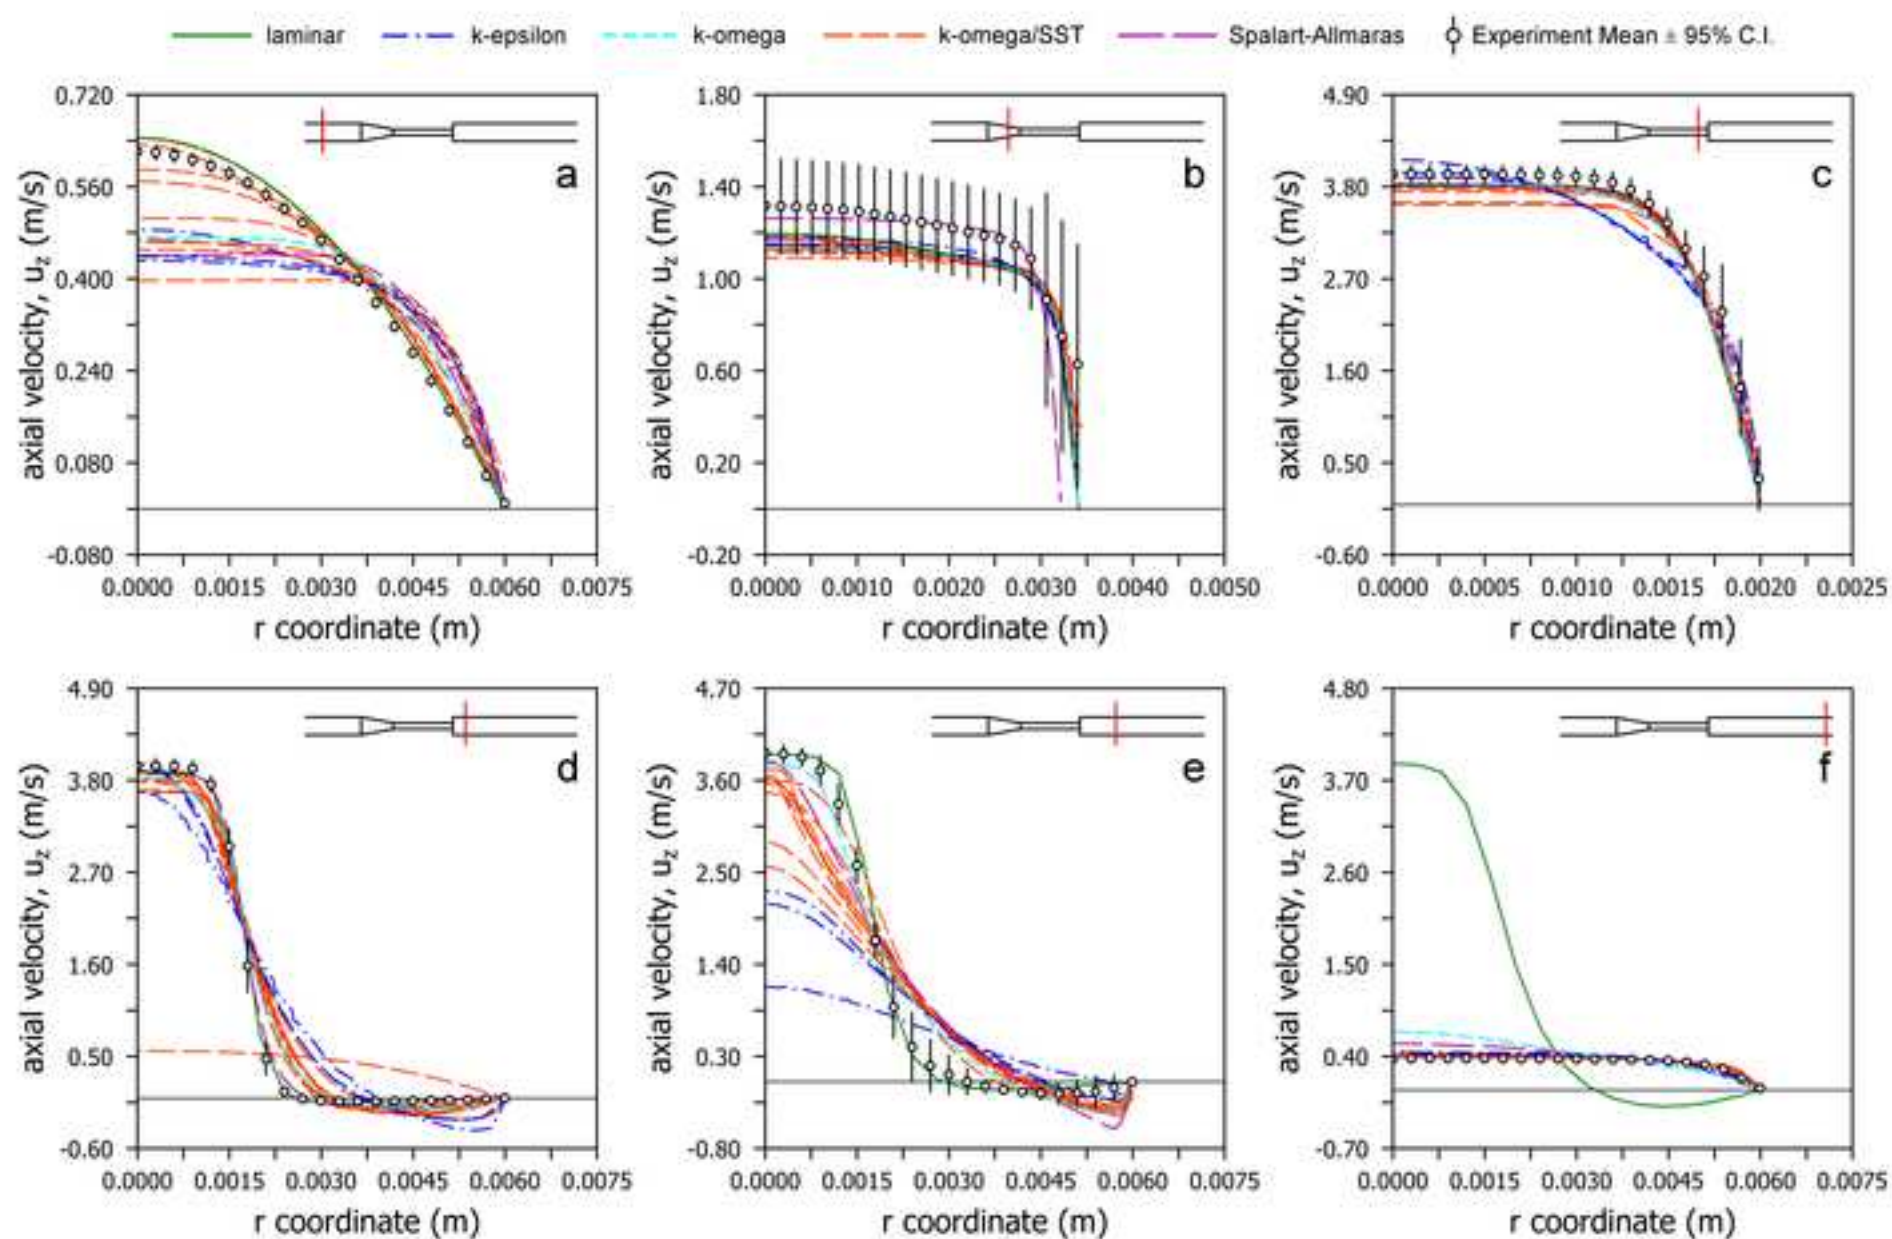 laminar k-epsilon k-omega k-omega/SST Spalart-Allmaras Experiment Mean ± 95% C.I.
0.720 0.560 0.400 0.240 0.080 -0.080
axial velocity, uz (m/s)
a
0.0000 0.0015 0.0030 0.0045 0.0060 0.0075
r coordinate (m)
1.80 1.40 1.00 0.60 0.20 -0.20
axial velocity, uz (m/s)
b
0.0000 0.0010 0.0020 0.0030 0.0040 0.0050
r coordinate (m)
4.90 3.80 2.70 1.60 0.50 -0.60
axial velocity, uz (m/s)
c
0.0000 0.0005 0.0010 0.0015 0.0020 0.0025
r coordinate (m)
4.90 3.80 2.70 1.60 0.50 -0.60
axial velocity, uz (m/s)
d
0.0000 0.0015 0.0030 0.0045 0.0060 0.0075
r coordinate (m)
4.70 3.60 2.50 1.40 0.30 -0.80
axial velocity, uz (m/s)
e
0.0000 0.0015 0.0030 0.0045 0.0060 0.0075
r coordinate (m)
4.80 3.70 2.60 1.50 0.40 -0.70
axial velocity, uz (m/s)
f
0.0000 0.0015 0.0030 0.0045 0.0060 0.0075
r coordinate (m)